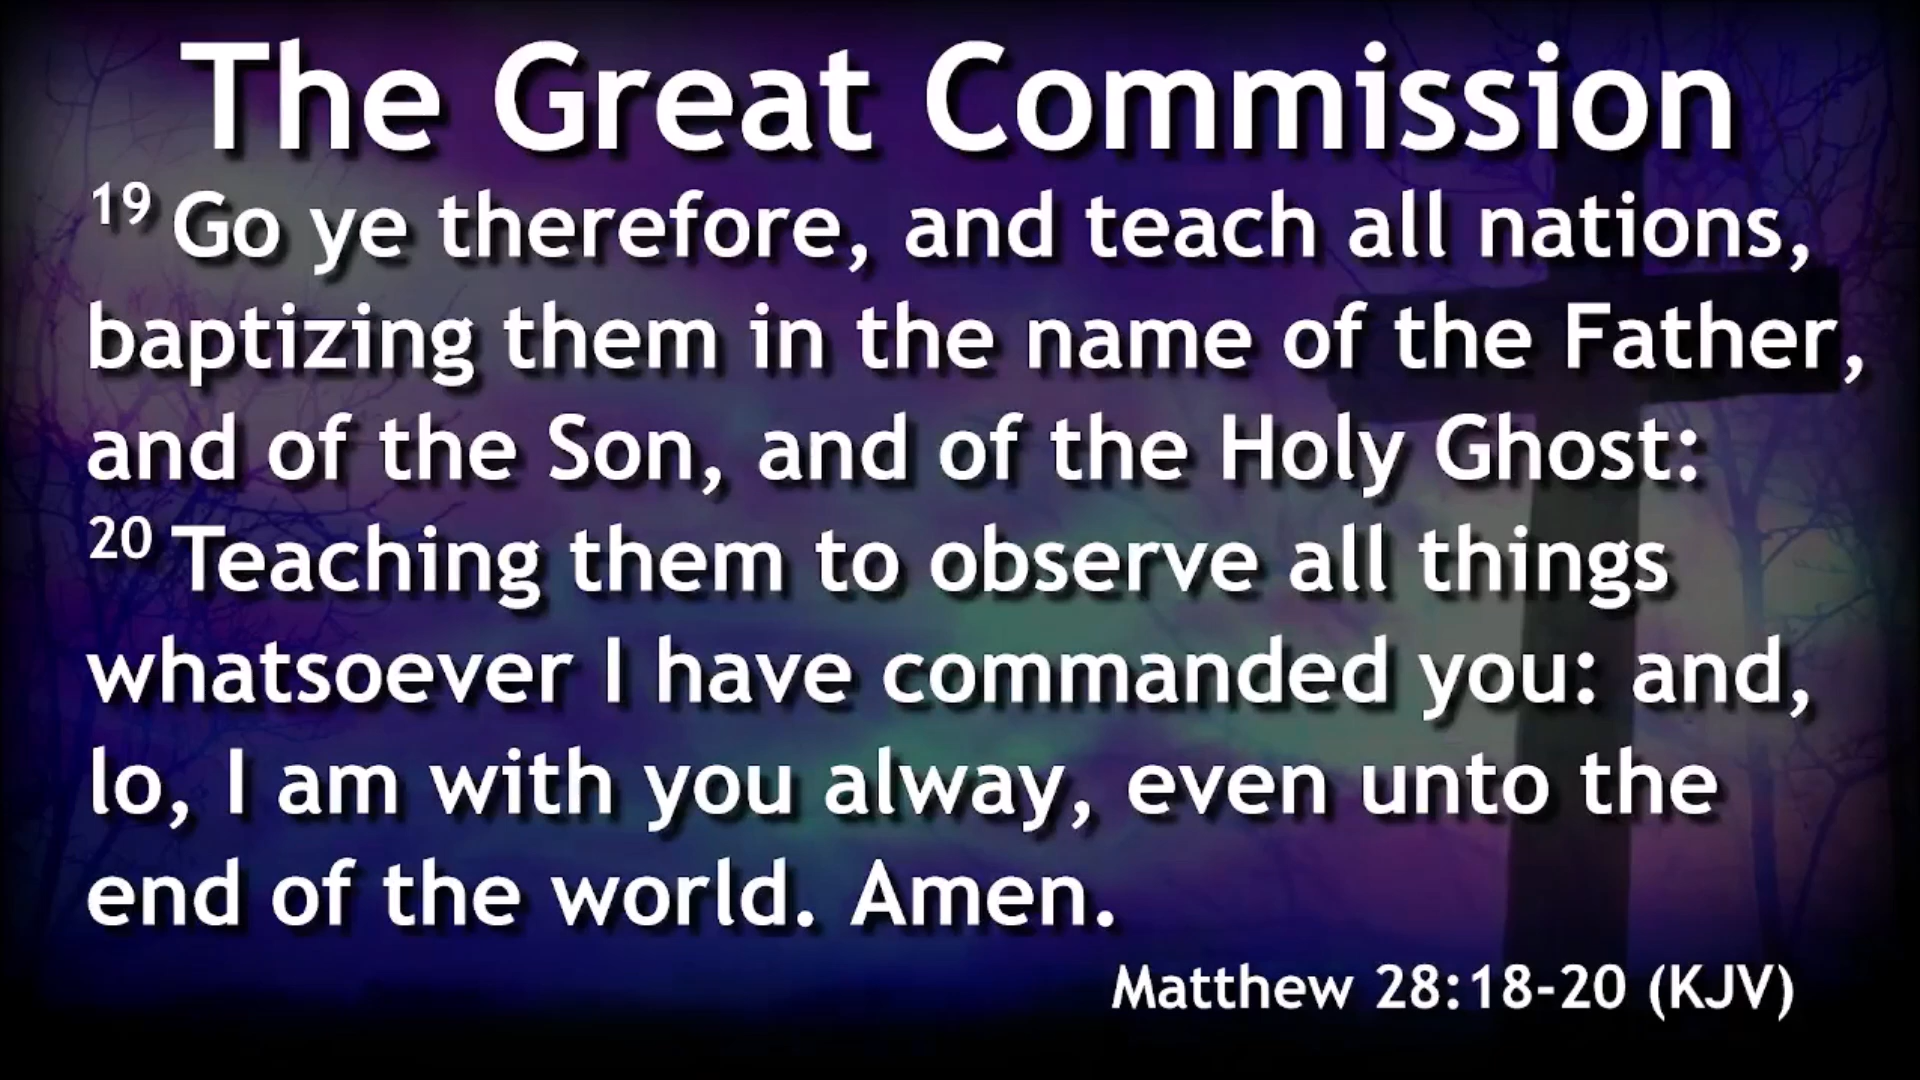 The Great Commission
19 Go ye therefore, and teach all nations,
baptizing them in the name of the Father,
and of the Son, and of the Holy Ghost:
20 Teaching them to observe all things
whatsoever I have commanded you: and,
lo, I am with you alway, even unto the
end of the world. Amen.
Matthew 28:18-20 (KJV)